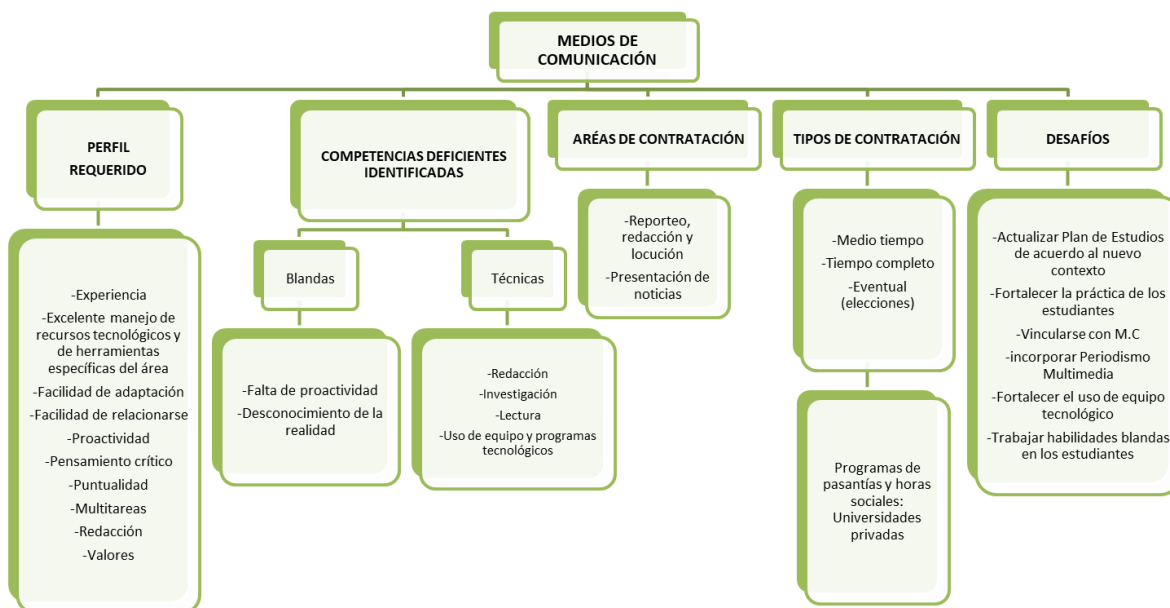 MEDIOS DE
COMUNICACIÓN
PERFIL
REQUERIDO
-Experiencia
-Excelente manejo de
recursos tecnológicos y
de herramientas
específicas del área
-Facilidad de adaptación
-Facilidad de relacionarse
-Proactividad
-Pensamiento crítico
-Puntualidad
-Multitareas
-Redacción
-Valores
COMPETENCIAS DEFICIENTES
IDENTIFICADAS
Blandas
-Falta de proactividad
-Desconocimiento de la
realidad
Técnicas
-Redacción
-Investigación
-Lectura
-Uso de equipo y programas
tecnológicos
ARÉAS DE CONTRATACIÓN
-Reporteo,
redacción y
locución
-Presentación de
noticias
TIPOS DE CONTRATACIÓN
-Medio tiempo
-Tiempo completo
-Eventual
(elecciones)
Programas de
pasantías y horas
sociales:
Universidades
privadas
DESAFÍOS
-Actualizar Plan de Estudios
de acuerdo al nuevo
contexto
-Fortalecer la práctica de los
estudiantes
-Vincularse con M.C
-incorporar Periodismo
Multimedia
-Fortalecer el uso de equipo
tecnológico
-Trabajar habilidades blandas
en los estudiantes